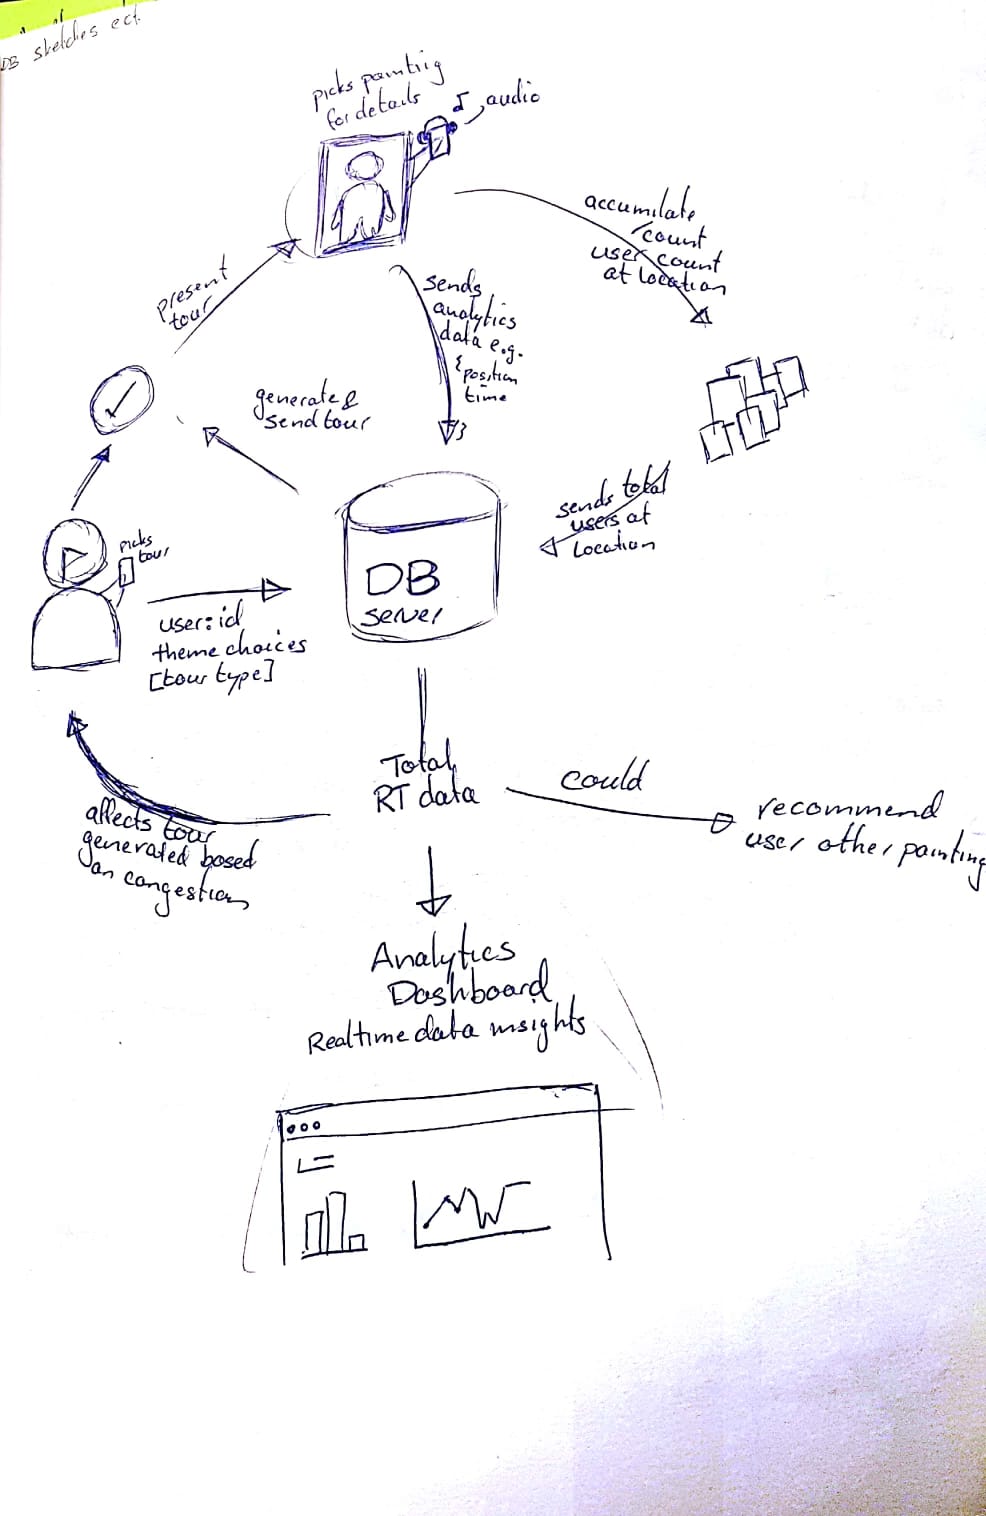 DB sketches ect.
picks painting
for details
audio
accumilate
count
user count
at location
present
tour
sends
analytics
data e.g.
{position
time
}
generate &
send tour
picks
tour
sends total
users at
location
DB
server
user:id
theme choices
[tour type]
Total
RT data
could
recommend
user other painting
affects tour
generated based
on congestion
Analytics
Dashboard
Realtime data insights